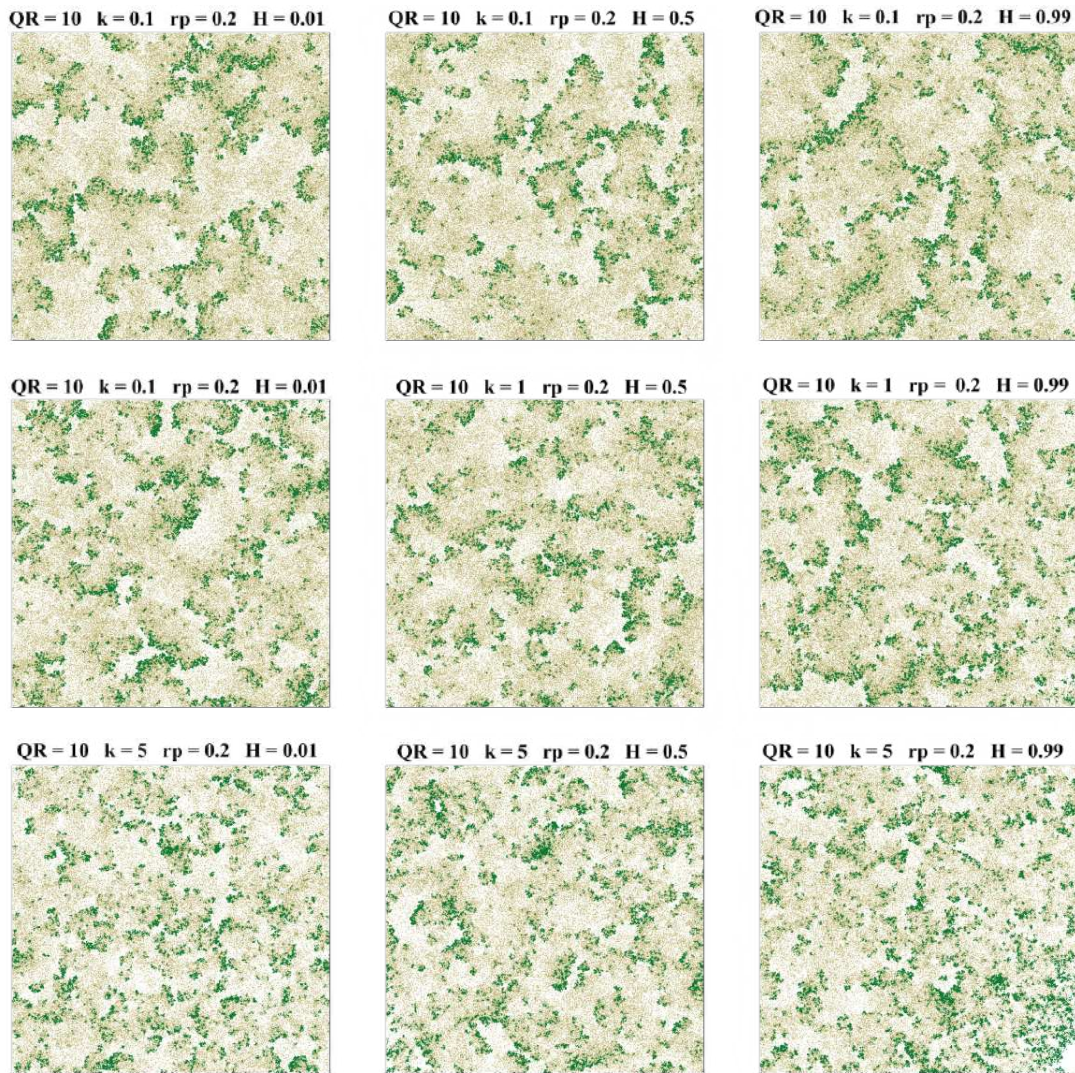 QR = 10 k = 0.1 rp = 0.2 H = 0.01
QR = 10 k = 0.1 rp = 0.2 H = 0.5
QR = 10 k = 0.1 rp = 0.2 H = 0.99
QR = 10 k = 0.1 rp = 0.2 H = 0.01
QR = 10 k = 1 rp = 0.2 H = 0.5
QR = 10 k = 1 rp = 0.2 H = 0.99
QR = 10 k = 5 rp = 0.2 H = 0.01
QR = 10 k = 5 rp = 0.2 H = 0.5
QR = 10 k = 5 rp = 0.2 H = 0.99